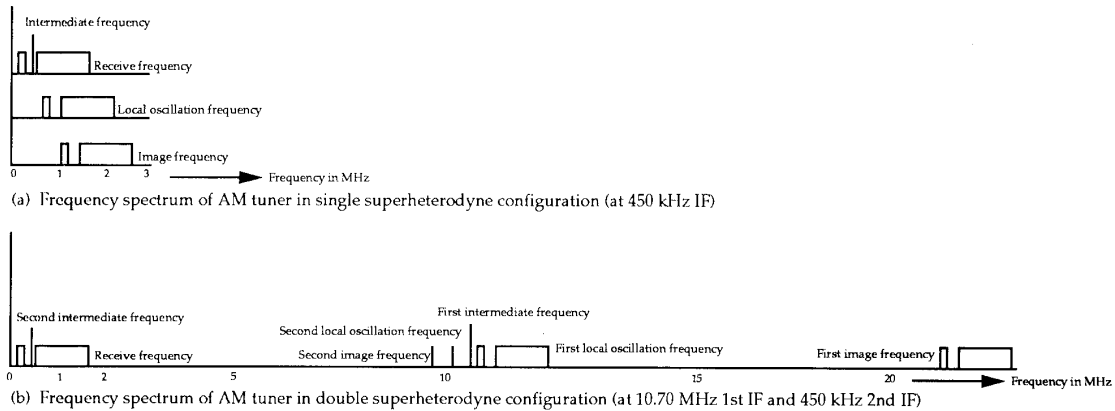 Intermediate frequency
Receive frequency
Local oscillation frequency
Image frequency
0 1 2 3
Frequency in MHz
(a) Frequency spectrum of AM tuner in single superheterodyne configuration (at 450 kHz IF)
First intermediate frequency
Second intermediate frequency
Second local oscillation frequency
Receive frequency
Second image frequency
First local oscillation frequency
First image frequency
0 1 2 5 10 15 20
Frequency in MHz
(b) Frequency spectrum of AM tuner in double superheterodyne configuration (at 10.70 MHz 1st IF and 450 kHz 2nd IF)